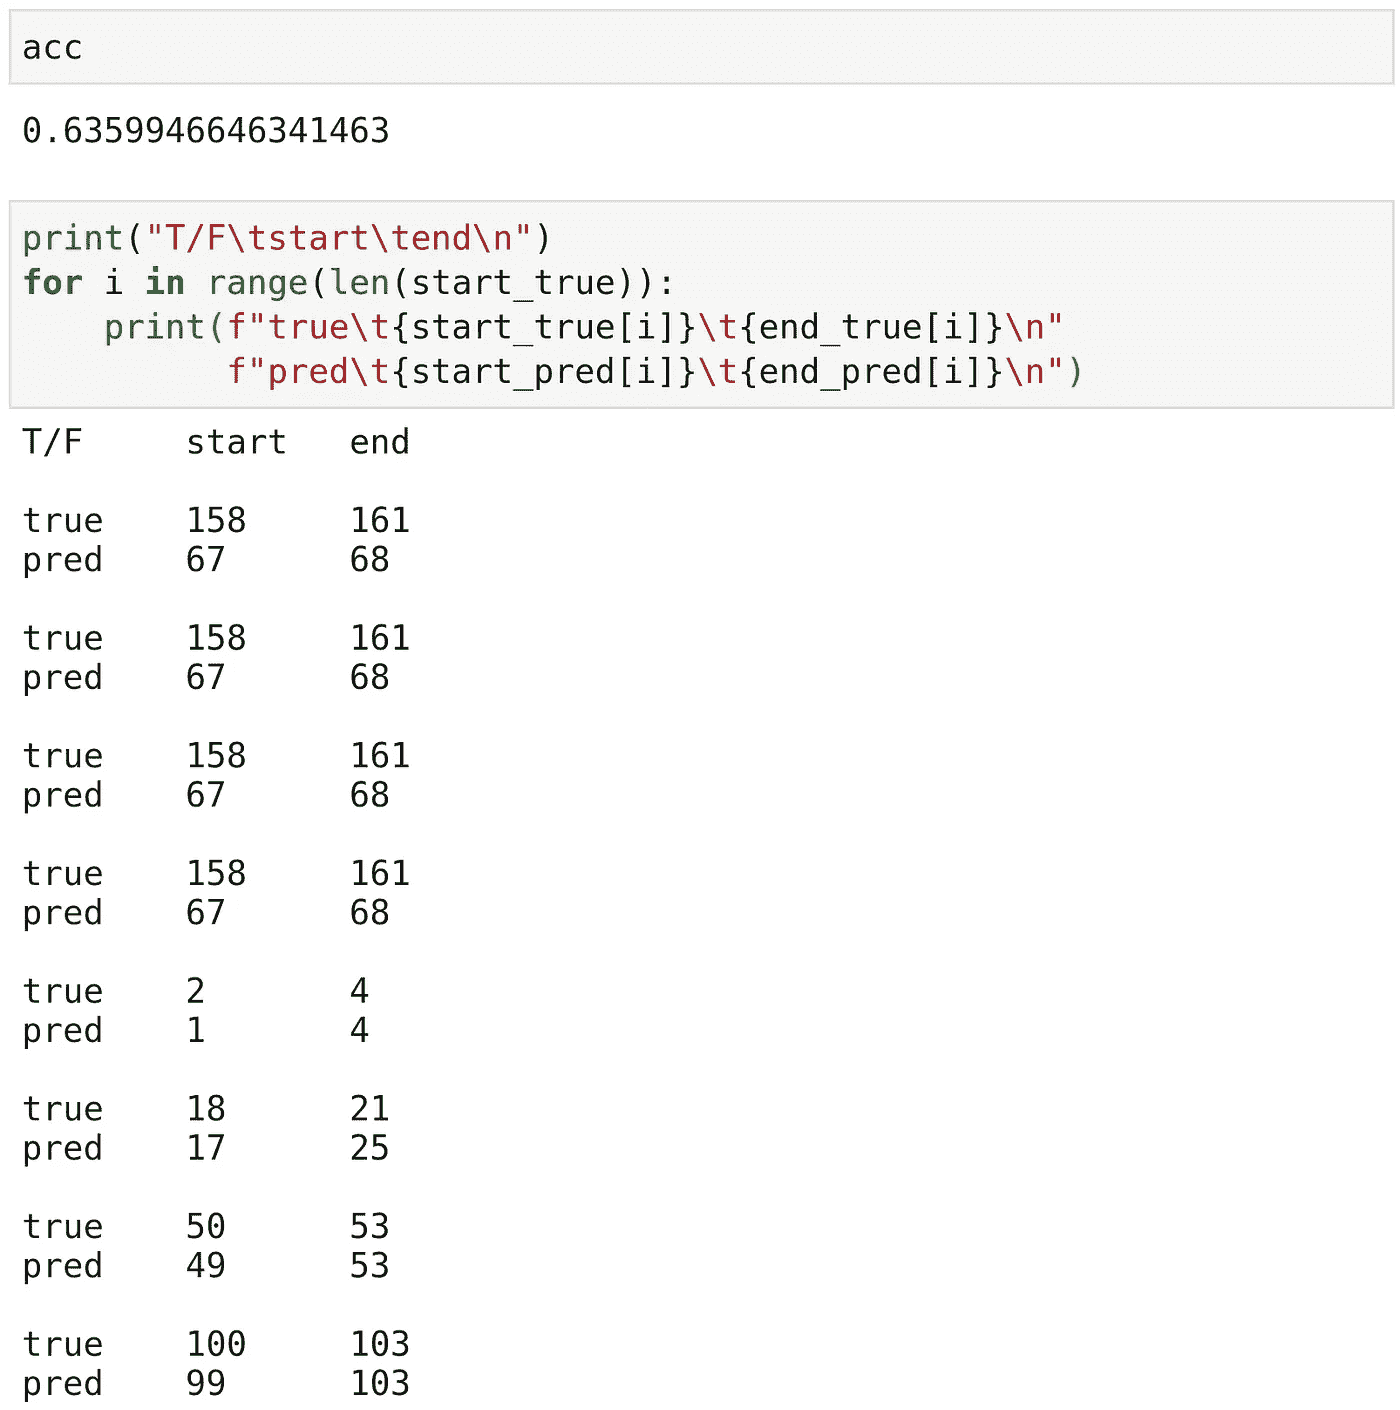 acc
0.6359946646341463
print("T/F\tstart\tend\n")
for i in range(len(start_true)):
    print(f"true\t{start_true[i]}\t{end_true[i]}\n"
          f"pred\t{start_pred[i]}\t{end_pred[i]}\n")
T/F     start   end
true    158     161
pred    67      68
true    158     161
pred    67      68
true    158     161
pred    67      68
true    158     161
pred    67      68
true    2       4
pred    1       4
true    18      21
pred    17      25
true    50      53
pred    49      53
true    100     103
pred    99      103